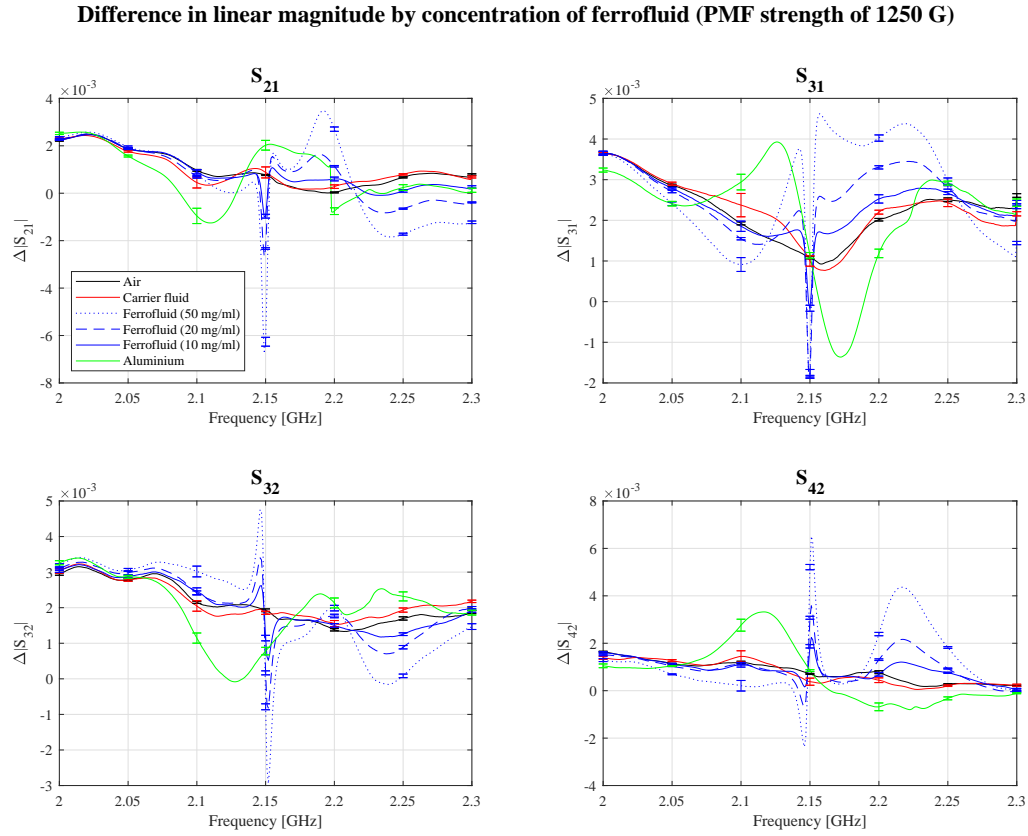 Difference in linear magnitude by concentration of ferrofluid (PMF strength of 1250 G)
S21
×10-3
4
2
0
-2
-4
-6
-8
Δ|S21|
Air
Carrier fluid
Ferrofluid (50 mg/ml)
Ferrofluid (20 mg/ml)
Ferrofluid (10 mg/ml)
Aluminium
2 2.05 2.1 2.15 2.2 2.25 2.3
Frequency [GHz]
S31
×10-3
5
4
3
2
1
0
-1
-2
Δ|S31|
2 2.05 2.1 2.15 2.2 2.25 2.3
Frequency [GHz]
S32
×10-3
5
4
3
2
1
0
-1
-2
-3
Δ|S32|
2 2.05 2.1 2.15 2.2 2.25 2.3
Frequency [GHz]
S42
×10-3
8
6
4
2
0
-2
-4
Δ|S42|
2 2.05 2.1 2.15 2.2 2.25 2.3
Frequency [GHz]